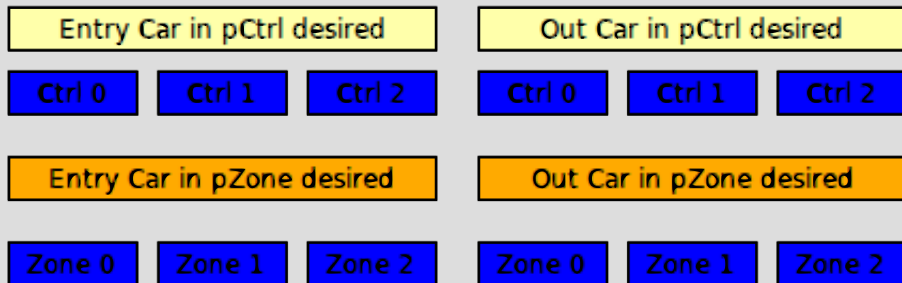 Entry Car in pCtrl desired Out Car in pCtrl desired
Ctrl 0 Ctrl 1 Ctrl 2 Ctrl 0 Ctrl 1 Ctrl 2
Entry Car in pZone desired Out Car in pZone desired
Zone 0 Zone 1 Zone 2 Zone 0 Zone 1 Zone 2